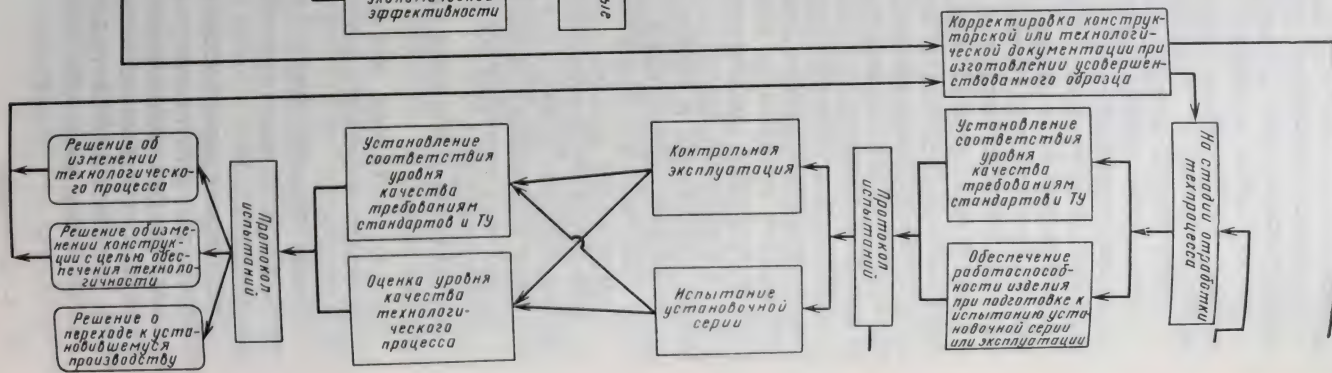 эффективности
Корректировка конструк-
торской или технологи-
ческой документации при
изготовлении усовершен-
ствованного образца
Решение об
изменении
технологическо-
го процесса
Решение об изме-
нении конструк-
ции с целью обес-
печения техноло-
гичности
Решение о
переходе к уста-
новившемуся
производству
Протокол
испытаний
Установление
соответствия
уровня
качества
требованиям
стандартов и ТУ
Оценка уровня
качества
технологи-
ческого
процесса
Контрольная
эксплуатация
Испытание
установочной
серии
Протокол
испытаний
Установление
соответствия
уровня
качества
требованиям
стандартов и ТУ
Обеспечение
работоспособ-
ности изделия
при подготовке к
испытанию уста-
новочной серии
или эксплуатации
На стадии отработки
техпроцесса